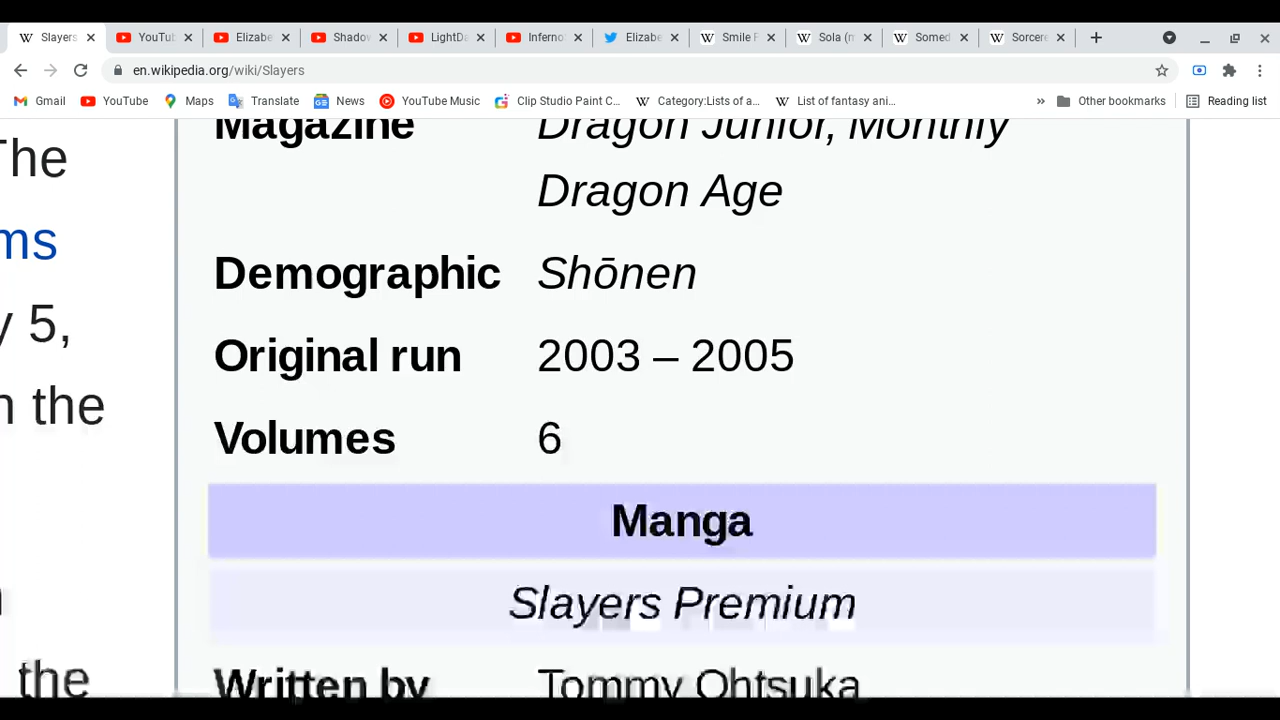 Slayers YouTub Elizabe Shadow LightDa Inferno Elizabe Smile F Sola (m Somed Sorcere
en.wikipedia.org/wiki/Slayers
Gmail YouTube Maps Translate News YouTube Music Clip Studio Paint C... Category:Lists of a... List of fantasy ani... » Other bookmarks Reading list
Magazine Dragon Junior, Monthly
The
Dragon Age
ms
Demographic Shōnen
y 5,
Original run 2003 – 2005
n the
Volumes 6
Manga
Slayers Premium
the
Written by Tommy Ohtsuka